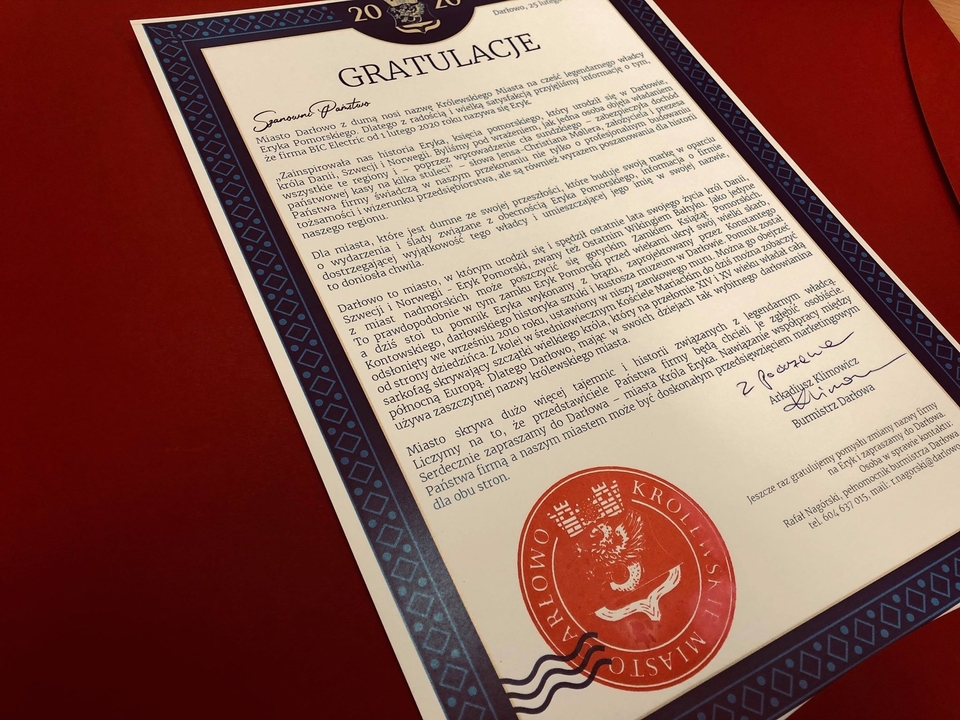 20 20
Darłowo, 25 lutego
GRATULACJE
Szanowni Państwo
Miasto Darłowo z dumą nosi nazwę Królewskiego Miasta na cześć legendarnego władcy
Eryka Pomorskiego. Dlatego z radością i wielką satysfakcją przyjęliśmy informację o tym,
że firma BIC Electric od 1 lutego 2020 roku nazywa się Eryk.
„Zainspirowała nas historia Eryka, księcia pomorskiego, który urodził się w Darłowie,
króla Danii, Szwecji i Norwegii. Byliśmy pod wrażeniem, jak jedna osoba objęła władaniem
wszystkie te regiony i – poprzez wprowadzenie cła sundzkiego – zabezpieczyła dochód
państwowej kasy na kilka stuleci” – słowa Jensa-Christiana Møllera, założyciela i prezesa
Państwa firmy świadczą w naszym przekonaniu nie tylko o profesjonalnym budowaniu
tożsamości i wizerunku przedsiębiorstwa, ale są również wyrazem poszanowania dla historii
naszego regionu.
Dla miasta, które jest dumne ze swojej przeszłości, które buduje swoją markę w oparciu
o wydarzenia i ślady związane z obecnością Eryka Pomorskiego, informacja o firmie
dostrzegającej wyjątkowość tego władcy i umieszczającej jego imię w swojej nazwie,
to doniosła chwila.
Darłowo to miasto, w którym urodził się i spędził ostatnie lata swojego życia król Danii,
Szwecji i Norwegii - Eryk Pomorski, zwany też Ostatnim Wikingiem Bałtyku. Jako jedyne
z miast nadmorskich może poszczycić się gotyckim Zamkiem Książąt Pomorskich.
To prawdopodobnie w tym zamku Eryk Pomorski przed wiekami ukrył swój wielki skarb,
a dziś stoi tu pomnik Eryka wykonany z brązu, zaprojektowany przez Konstantego
Kontowskiego, darłowskiego historyka sztuki i kustosza muzeum w Darłowie. Pomnik został
odsłonięty we wrześniu 2010 roku, ustawiony w niszy zamkowego muru. Można go obejrzeć
od strony dziedzińca. Z kolei w średniowiecznym Kościele Mariackim do dziś można zobaczyć
sarkofag skrywający szczątki wielkiego króla, który na przełomie XIV i XV wieku władał całą
północną Europą. Dlatego Darłowo, mając w swoich dziejach tak wybitnego darłowianina
używa zaszczytnej nazwy królewskiego miasta.
Miasto skrywa dużo więcej tajemnic i historii związanych z legendarnym władcą.
Liczymy na to, że przedstawiciele Państwa firmy będą chcieli je zgłębić osobiście.
Serdecznie zapraszamy do Darłowa – miasta Króla Eryka. Nawiązanie współpracy między
Państwa firmą a naszym miastem może być doskonałym przedsięwzięciem marketingowym
dla obu stron.
z poważaniem
Arkadiusz Klimowicz
Burmistrz Darłowa
Jeszcze raz gratulujemy pomysłu zmiany nazwy firmy
na Eryk i zapraszamy do Darłowa.
Osoba w sprawie kontaktu:
Rafał Nagórski, pełnomocnik burmistrza Darłowa
tel. 604 637 015, mail: r.nagorski@darlowo
DARŁOWO KRÓLEWSKIE MIASTO